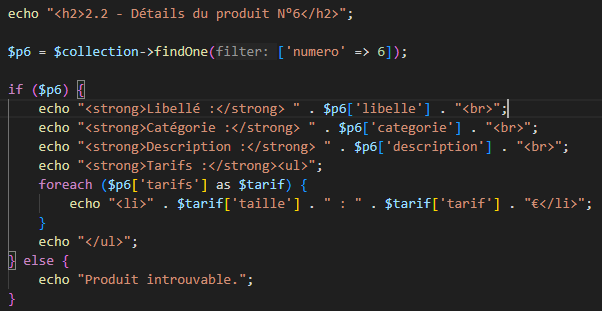 echo "<h2>2.2 - Détails du produit N°6</h2>";
$p6 = $collection->findOne(filter: ['numero' => 6]);
if ($p6) {
echo "<strong>Libellé :</strong> " . $p6['libelle'] . "<br>";
echo "<strong>Catégorie :</strong> " . $p6['categorie'] . "<br>";
echo "<strong>Description :</strong> " . $p6['description'] . "<br>";
echo "<strong>Tarifs :</strong><ul>";
foreach ($p6['tarifs'] as $tarif) {
echo "<li>" . $tarif['taille'] . " : " . $tarif['tarif'] . "€</li>";
}
echo "</ul>";
} else {
echo "Produit introuvable.";
}